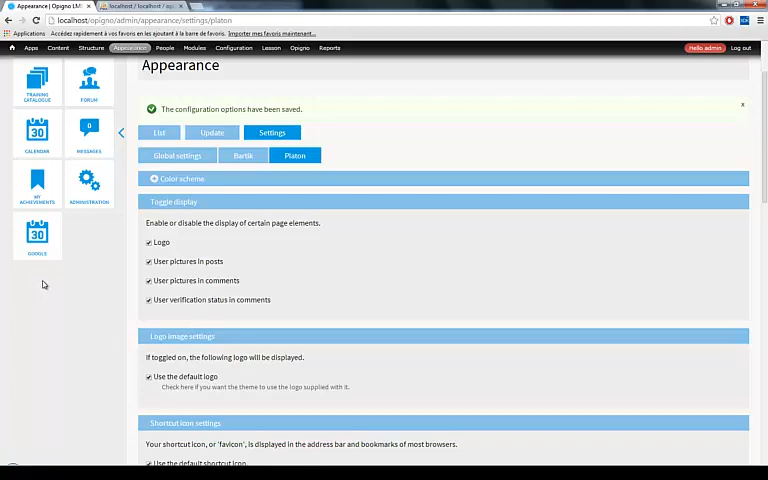 Opigno LMS
localhost / localhost / op
localhost/opigno/admin/appearance/settings/platon
Applications Accédez rapidement à vos favoris en les ajoutant à la barre de favoris. Importer mes favoris maintenant...
Apps Content Structure Appearance People Modules Configuration Lesson Opigno Reports Hello admin Log out
Appearance
TRAINING CATALOGUE
FORUM
The configuration options have been saved.
x
30
CALENDAR
0
MESSAGES
List Update Settings
Global settings Bartik Platon
MY ACHIEVEMENTS
ADMINISTRATION
Color scheme
Toggle display
30
GOOGLE
Enable or disable the display of certain page elements.
Logo
User pictures in posts
User pictures in comments
User verification status in comments
Logo image settings
If toggled on, the following logo will be displayed.
Use the default logo
Check here if you want the theme to use the logo supplied with it.
Shortcut icon settings
Your shortcut icon, or 'favicon', is displayed in the address bar and bookmarks of most browsers.
Use the default shortcut icon.